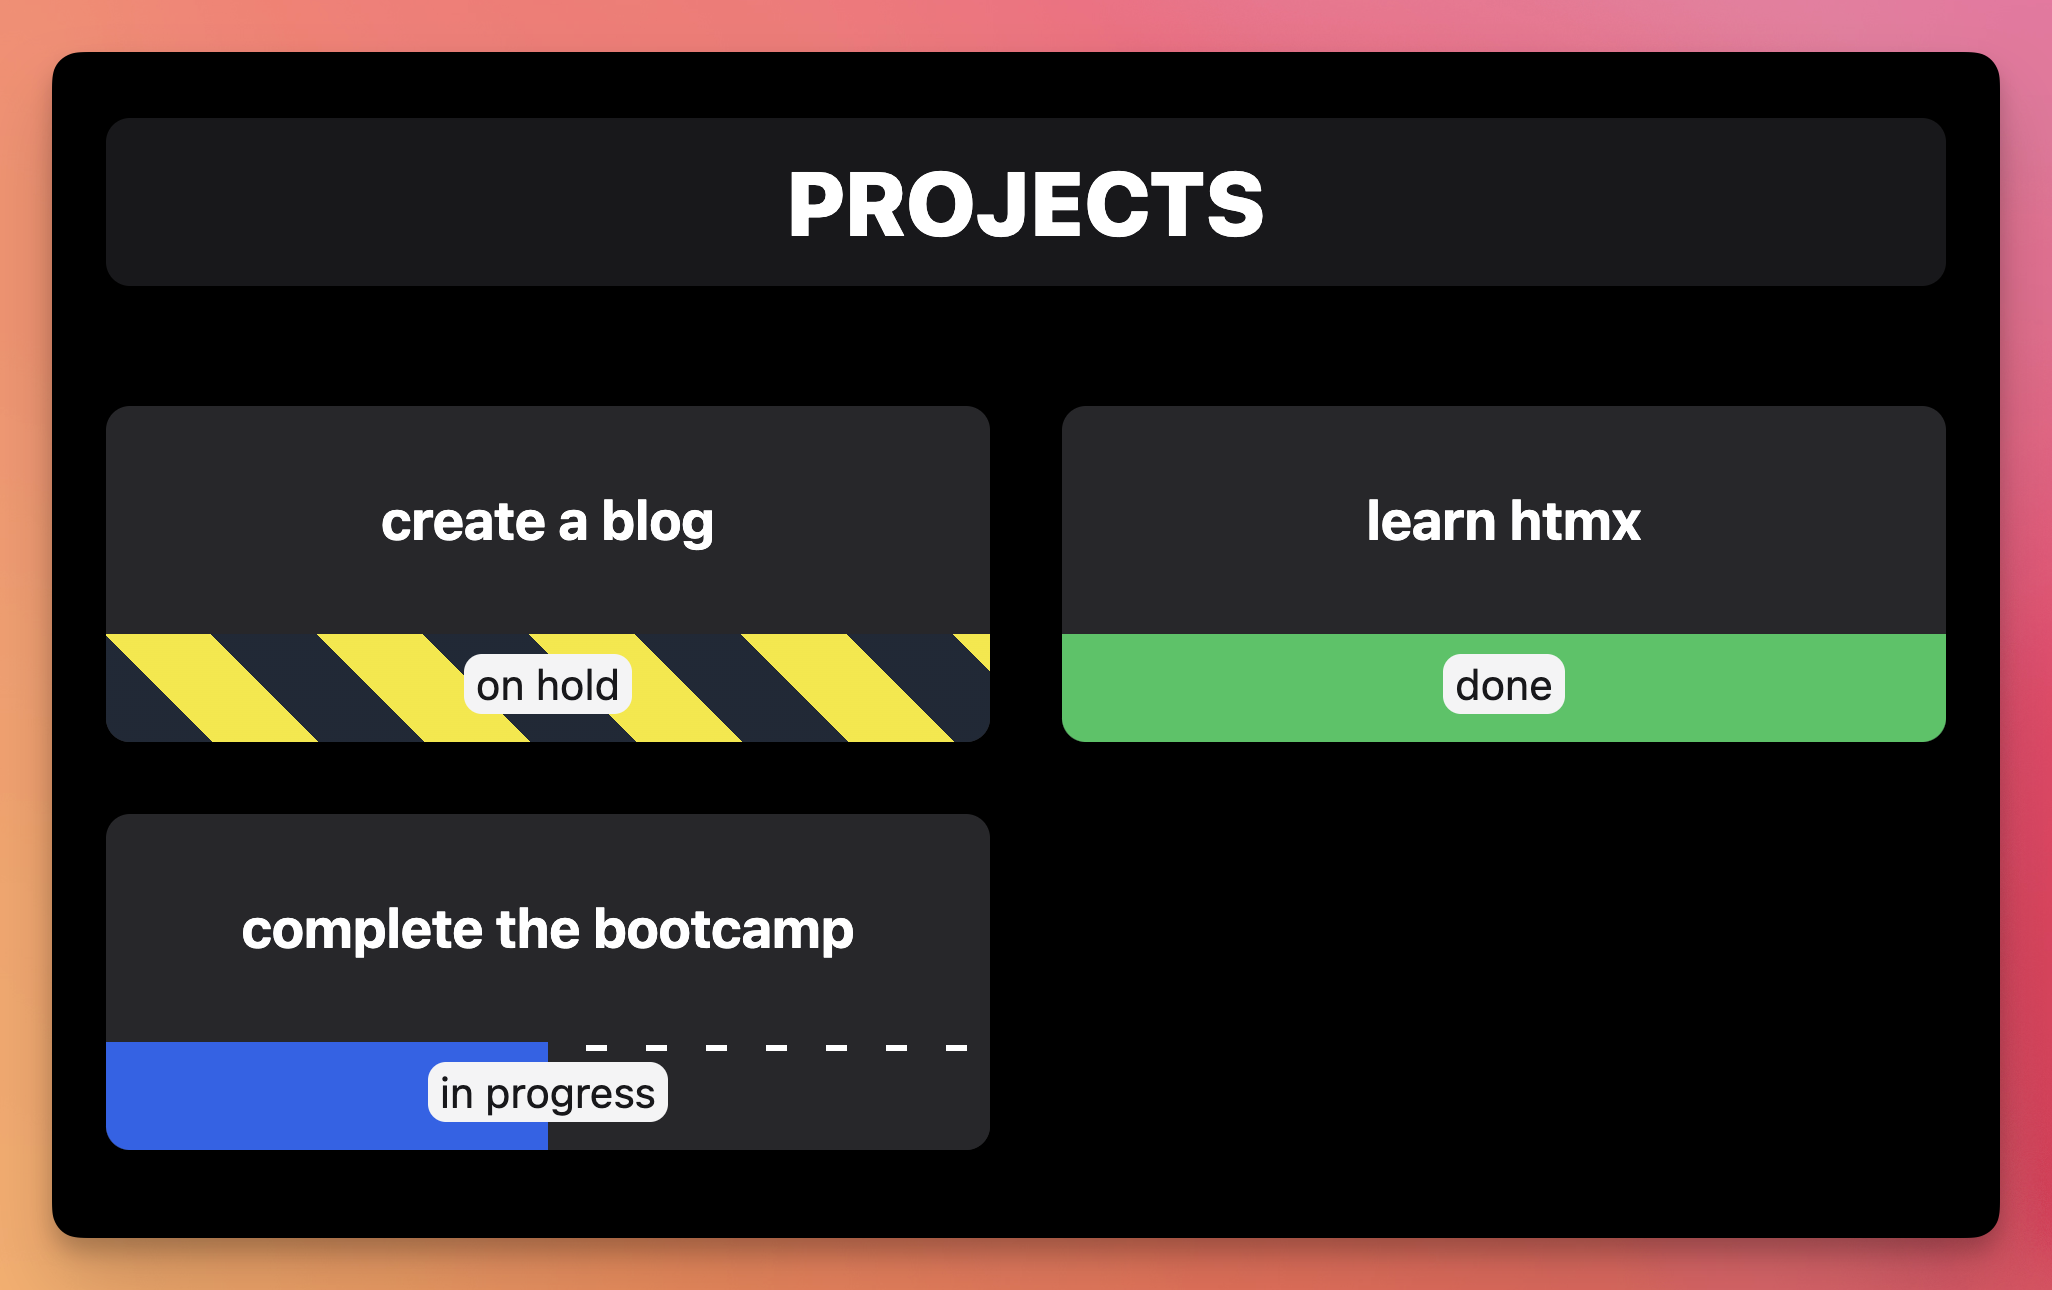 PROJECTS
create a blog
on hold
learn htmx
done
complete the bootcamp
in progress